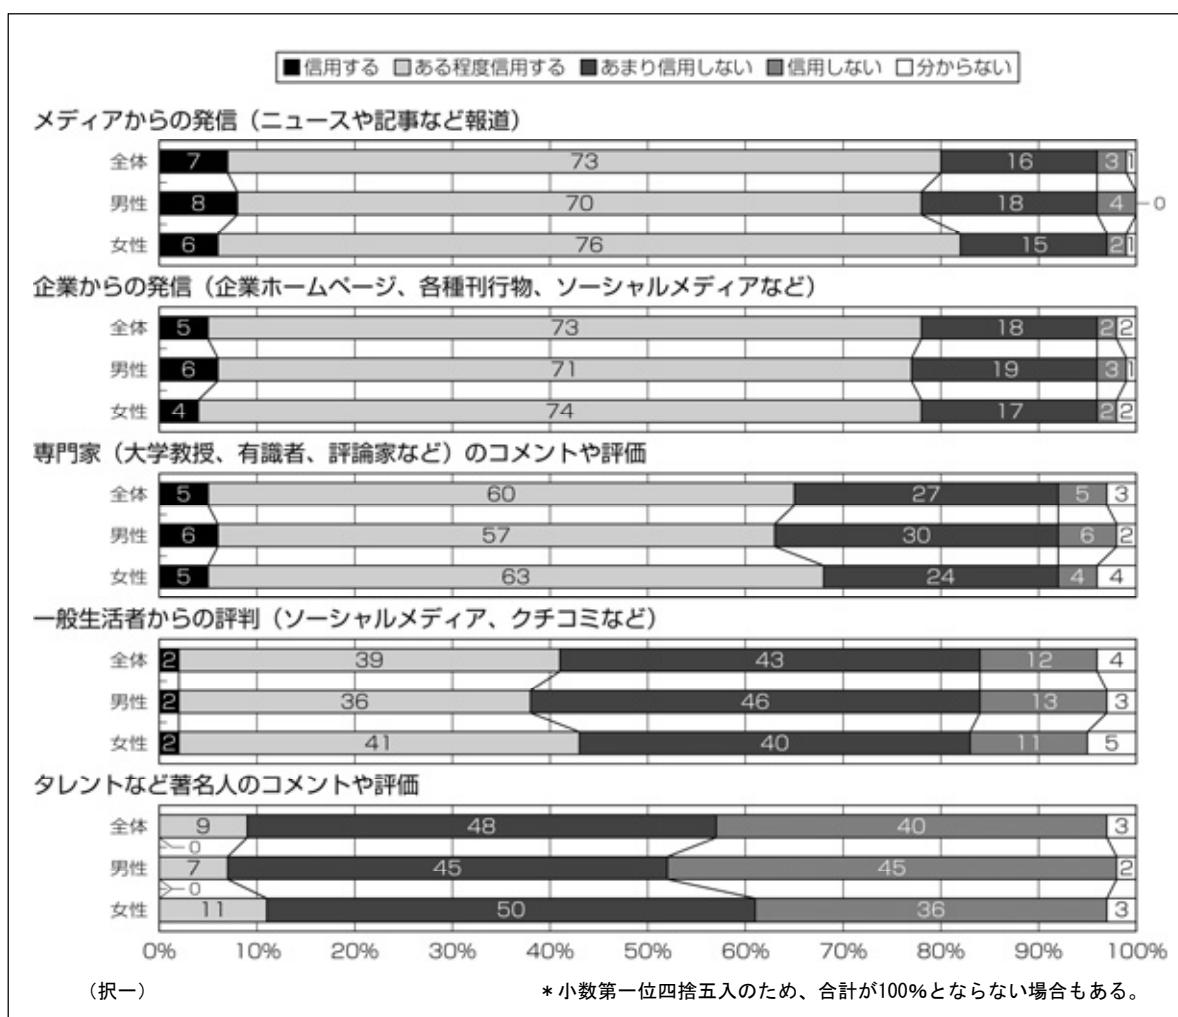 ■信用する □ある程度信用する ■あまり信用しない ■信用しない □分からない
メディアからの発信（ニュースや記事など報道）
全体 7 73 16 3 1
男性 8 70 18 4 0
女性 6 76 15 2 1
企業からの発信（企業ホームページ、各種刊行物、ソーシャルメディアなど）
全体 5 73 18 2 2
男性 6 71 19 3 1
女性 4 74 17 2 2
専門家（大学教授、有識者、評論家など）のコメントや評価
全体 5 60 27 5 3
男性 6 57 30 6 2
女性 5 63 24 4 4
一般生活者からの評判（ソーシャルメディア、クチコミなど）
全体 2 39 43 12 4
男性 2 36 46 13 3
女性 2 41 40 11 5
タレントなど著名人のコメントや評価
全体 9 48 40 3
0
男性 7 45 45 2
0
女性 11 50 36 3
0% 10% 20% 30% 40% 50% 60% 70% 80% 90% 100%
（択一） ＊小数第一位四捨五入のため、合計が100%とならない場合もある。